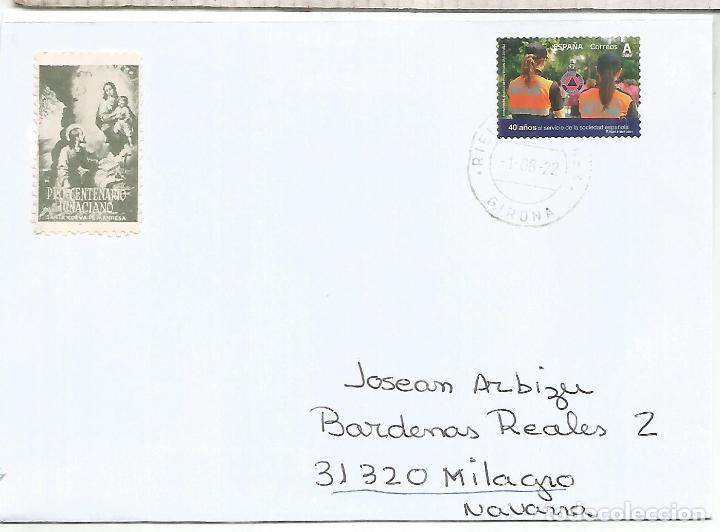 ESPAÑA Correos A
40 años al servicio de la sociedad española
-1-08-22
GIRONA
PRO-CENTENARIO
IGNACIANO
SANTA CUEVA DE MANRESA
Josean Arbizu
Bardenas Reales 2
31320 Milagro
Navarra
todocoleccion